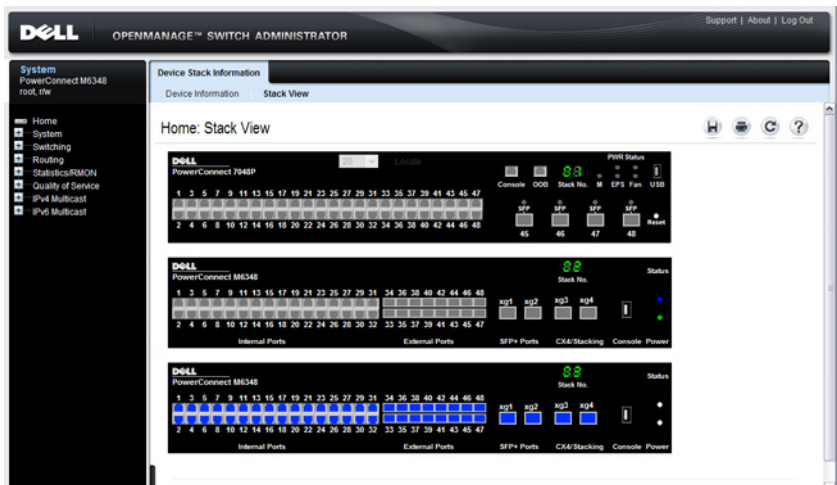 Support | About | Log Out
DELL OPENMANAGE™ SWITCH ADMINISTRATOR
System
PowerConnect M6348
root, r/w
Home
System
Switching
Routing
Statistics/RMON
Quality of Service
IPv4 Multicast
IPv6 Multicast
Device Stack Information
Device Information Stack View
Home: Stack View
DELL
PowerConnect 7048P
20 Locate
PWR Status
Console OOB Stack No. M EPS Fan USB
1 3 5 7 9 11 13 15 17 19 21 23 25 27 29 31 33 35 37 39 41 43 45 47
SFP SFP SFP SFP
2 4 6 8 10 12 14 16 18 20 22 24 26 28 30 32 34 36 38 40 42 44 46 48
Reset
45 46 47 48
DELL
PowerConnect M6348
Stack No.
Status
1 3 5 7 9 11 13 15 17 19 21 23 25 27 29 31 34 36 38 40 42 44 46 48
xg1 xg2 xg3 xg4
2 4 6 8 10 12 14 16 18 20 22 24 26 28 30 32 33 35 37 39 41 43 45 47
Internal Ports External Ports SFP+ Ports CX4/Stacking Console Power
DELL
PowerConnect M6348
Stack No.
Status
1 3 5 7 9 11 13 15 17 19 21 23 25 27 29 31 34 36 38 40 42 44 46 48
xg1 xg2 xg3 xg4
2 4 6 8 10 12 14 16 18 20 22 24 26 28 30 32 33 35 37 39 41 43 45 47
Internal Ports External Ports SFP+ Ports CX4/Stacking Console Power